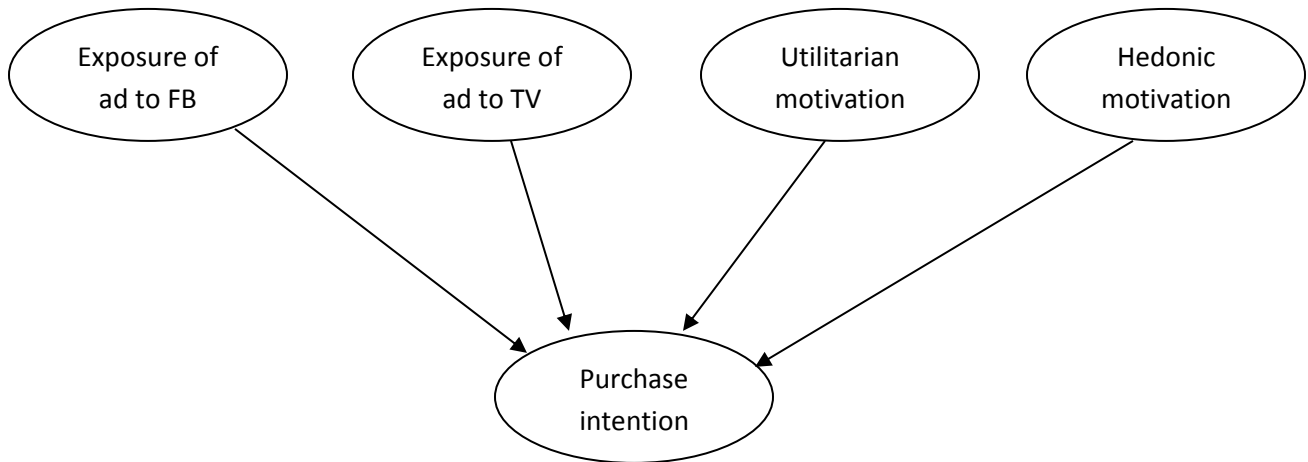 Exposure of
ad to FB
Exposure of
ad to TV
Utilitarian
motivation
Hedonic
motivation
Purchase
intention